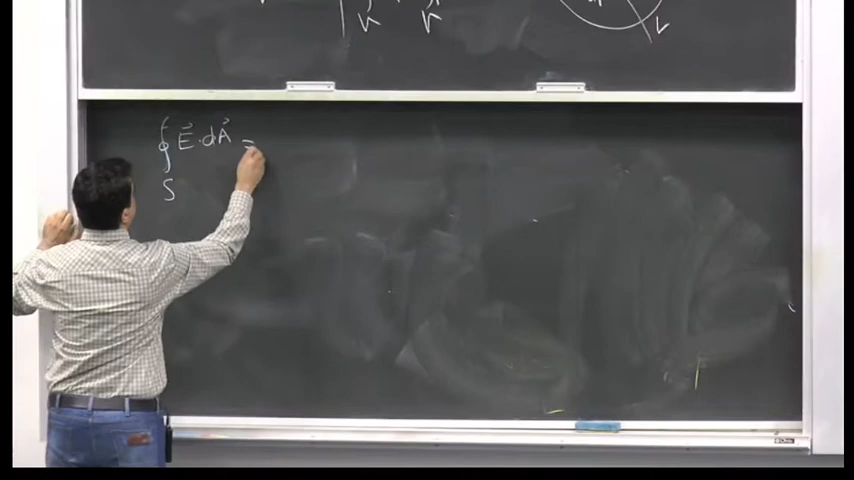 r r r
∮ E⃗ · dA⃗ =
S